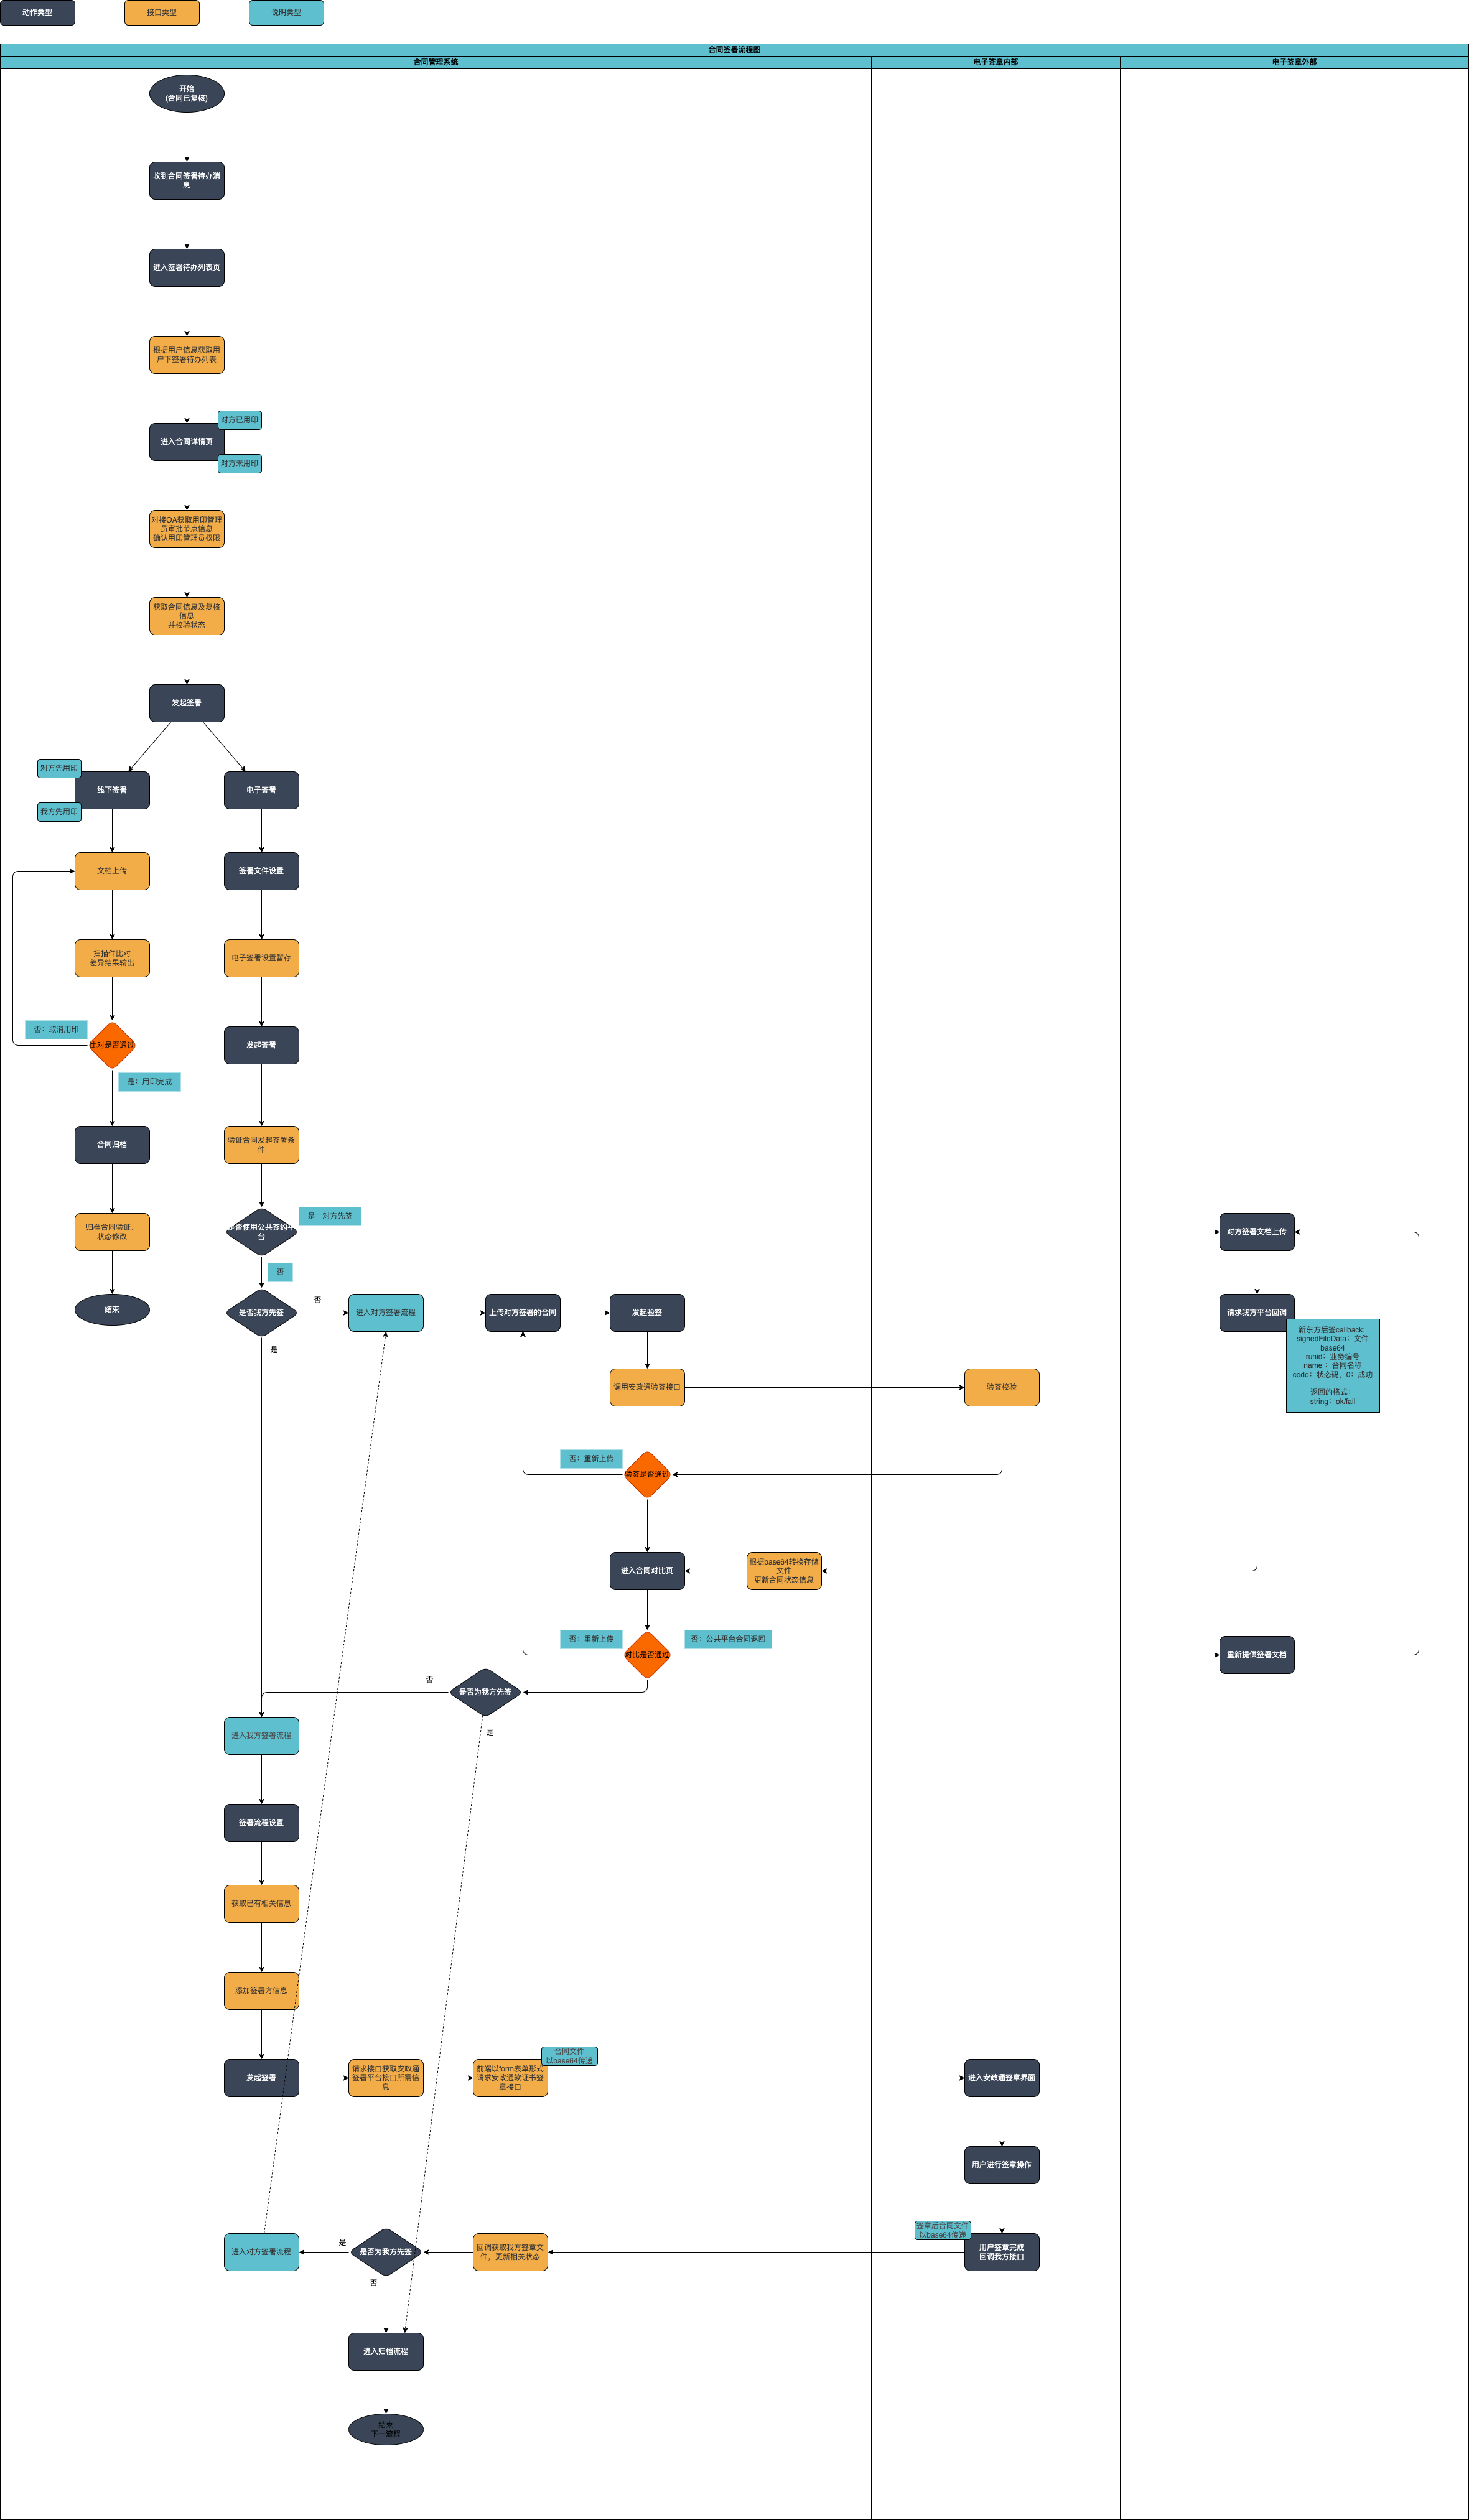 动作类型
接口类型
说明类型
合同签署流程图
合同管理系统
电子签章内部
电子签章外部
开始
(合同已复核)
收到合同签署待办消
息
进入签署待办列表页
根据用户信息获取用
户下签署待办列表
对方已用印
进入合同详情页
对方未用印
对接OA获取用印管理
员审批节点信息
确认用印管理员权限
获取合同信息及复核
信息
并校验状态
发起签署
对方先用印
线下签署
我方先用印
电子签署
文档上传
签署文件设置
扫描件比对
差异结果输出
电子签署设置暂存
否：取消用印
比对是否通过
发起签署
是：用印完成
合同归档
验证合同发起签署条
件
归档合同验证、
状态修改
是否使用公共签约平
台
是：对方先签
对方签署文档上传
否
结束
是否我方先签
否
进入对方签署流程
上传对方签署的合同
发起验签
请求我方平台回调
新东方后签callback:
signedFileData：文件
base64
runid：业务编号
name ：合同名称
code：状态码，0：成功
返回的格式：
string：ok/fail
是
调用安政通验签接口
验签校验
否：重新上传
验签是否通过
进入合同对比页
根据base64转换存储
文件
更新合同状态信息
否：重新上传
对比是否通过
否：公共平台合同退回
重新提供签署文档
否
是否为我方先签
是
进入我方签署流程
签署流程设置
获取已有相关信息
添加签署方信息
发起签署
请求接口获取安政通
签署平台接口所需信
息
合同文件
以base64传递
前端以form表单形式
请求安政通软证书签
章接口
进入安政通签章界面
用户进行签章操作
签章后合同文件
以base64传递
用户签章完成
回调我方接口
进入对方签署流程
是
是否为我方先签
回调获取我方签章文
件，更新相关状态
否
进入归档流程
结束
下一流程